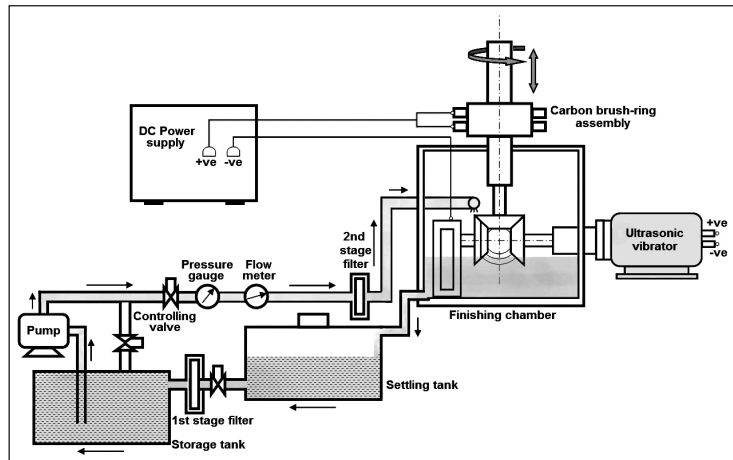 DC Power
supply
+ve -ve
Carbon brush-ring
assembly
2nd
stage
filter
Pressure
gauge
Flow
meter
Ultrasonic
vibrator
+ve
-ve
Pump
Controlling
valve
Finishing chamber
Settling tank
1st stage filter
Storage tank